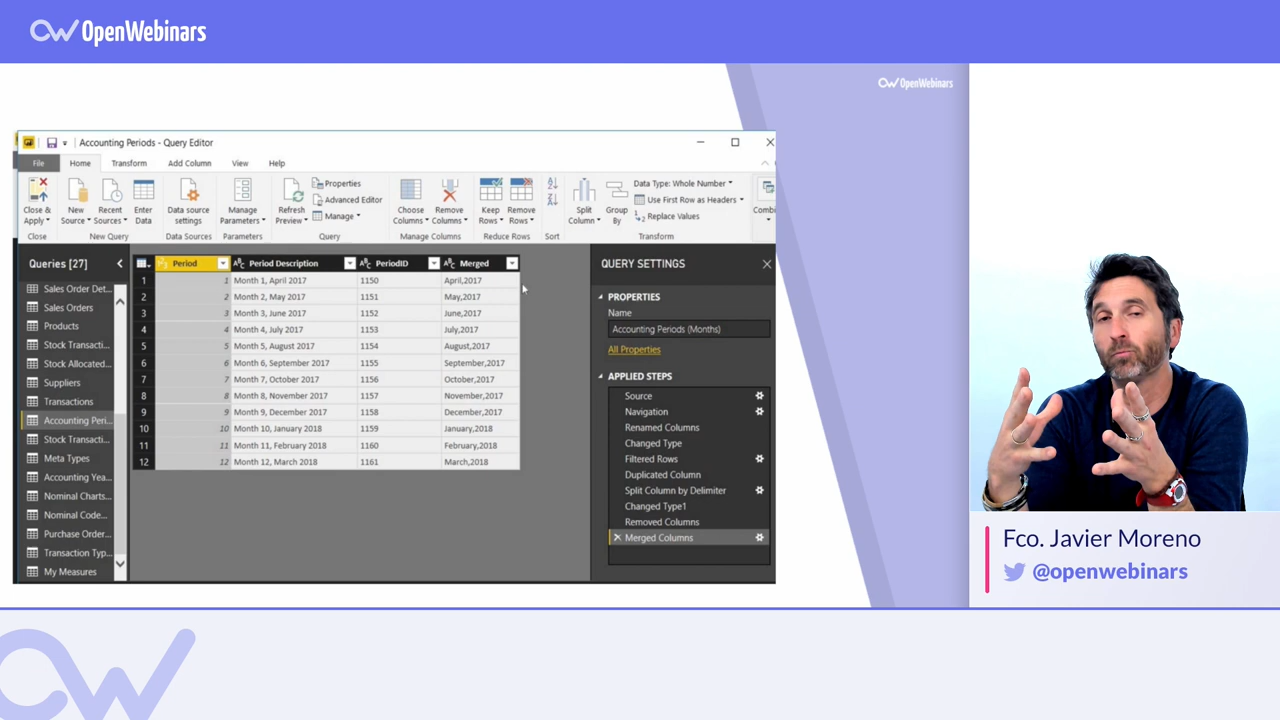 OpenWebinars
OpenWebinars
Accounting Periods - Query Editor
File Home Transform Add Column View Help
Close & Apply New Source Recent Sources Enter Data Data source settings Manage Parameters Refresh Preview Properties Advanced Editor Manage Choose Columns Remove Columns Keep Rows Remove Rows Split Column Group By Data Type: Whole Number Use First Row as Headers Replace Values
Close New Query Data Sources Parameters Query Manage Columns Reduce Rows Sort Transform
Queries [27]
Sales Order Det...
Sales Orders
Products
Stock Transacti...
Stock Allocated...
Suppliers
Transactions
Accounting Peri...
Stock Transacti...
Meta Types
Accounting Yea...
Nominal Charts...
Nominal Code...
Purchase Order...
Transaction Typ...
My Measures
Period Period Description PeriodID Merged
1 1 Month 1, April 2017 1150 April,2017
2 2 Month 2, May 2017 1151 May,2017
3 3 Month 3, June 2017 1152 June,2017
4 4 Month 4, July 2017 1153 July,2017
5 5 Month 5, August 2017 1154 August,2017
6 6 Month 6, September 2017 1155 September,2017
7 7 Month 7, October 2017 1156 October,2017
8 8 Month 8, November 2017 1157 November,2017
9 9 Month 9, December 2017 1158 December,2017
10 10 Month 10, January 2018 1159 January,2018
11 11 Month 11, February 2018 1160 February,2018
12 12 Month 12, March 2018 1161 March,2018
QUERY SETTINGS
PROPERTIES
Name
Accounting Periods (Months)
All Properties
APPLIED STEPS
Source
Navigation
Renamed Columns
Changed Type
Filtered Rows
Duplicated Column
Split Column by Delimiter
Changed Type1
Removed Columns
Merged Columns
Fco. Javier Moreno
@openwebinars